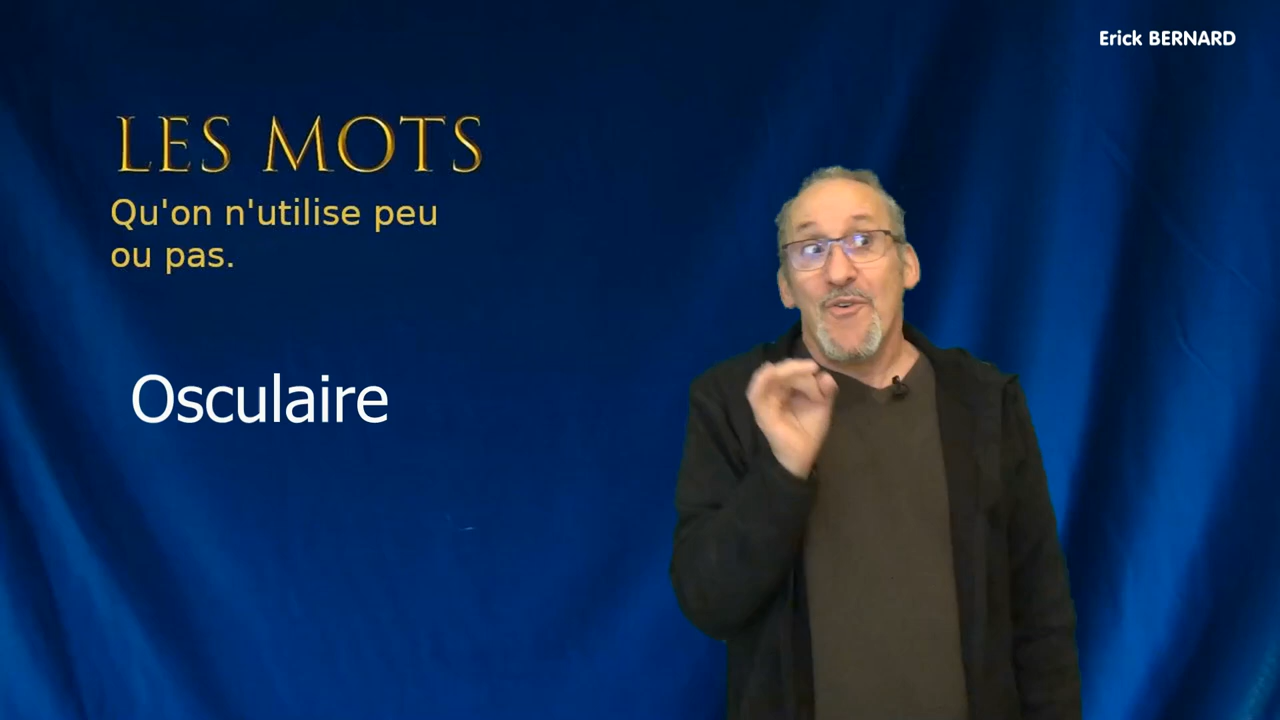 Erick BERNARD
LES MOTS
Qu'on n'utilise peu
ou pas.
Osculaire